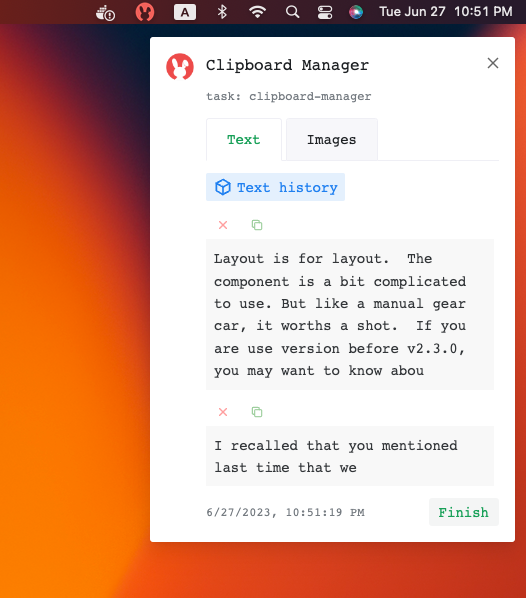 A Tue Jun 27 10:51 PM
Clipboard Manager
task: clipboard-manager
Text Images
Text history
Layout is for layout.  The
component is a bit complicated
to use. But like a manual gear
car, it worths a shot.  If you
are use version before v2.3.0,
you may want to know abou
I recalled that you mentioned
last time that we
6/27/2023, 10:51:19 PM Finish